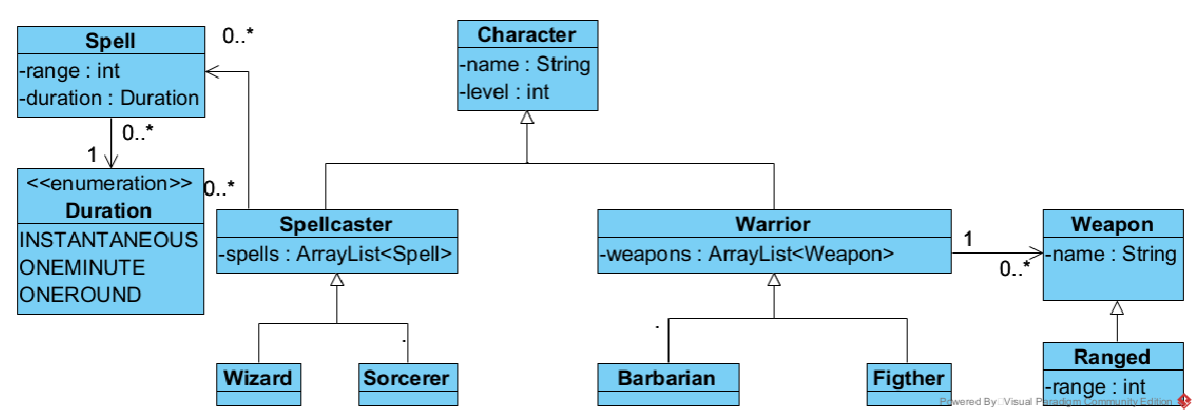 Spell
-range : int
-duration : Duration
0..*
0..*
1
<<enumeration>>
Duration
INSTANTANEOUS
ONEMINUTE
ONEROUND
0..*
Character
-name : String
-level : int
Spellcaster
-spells : ArrayList<Spell>
Wizard
Sorcerer
Warrior
-weapons : ArrayList<Weapon>
1
0..*
Barbarian
Figther
Weapon
-name : String
Ranged
-range : int
Powered By Visual Paradigm Community Edition